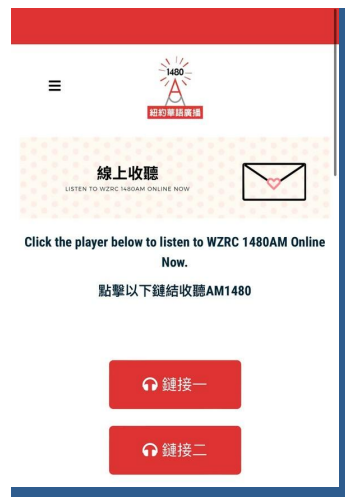 1480
紐約華語廣播
線上收聽
LISTEN TO WZRC 1480AM ONLINE NOW
Click the player below to listen to WZRC 1480AM Online
Now.
點擊以下鏈結收聽AM1480
鏈接一
鏈接二